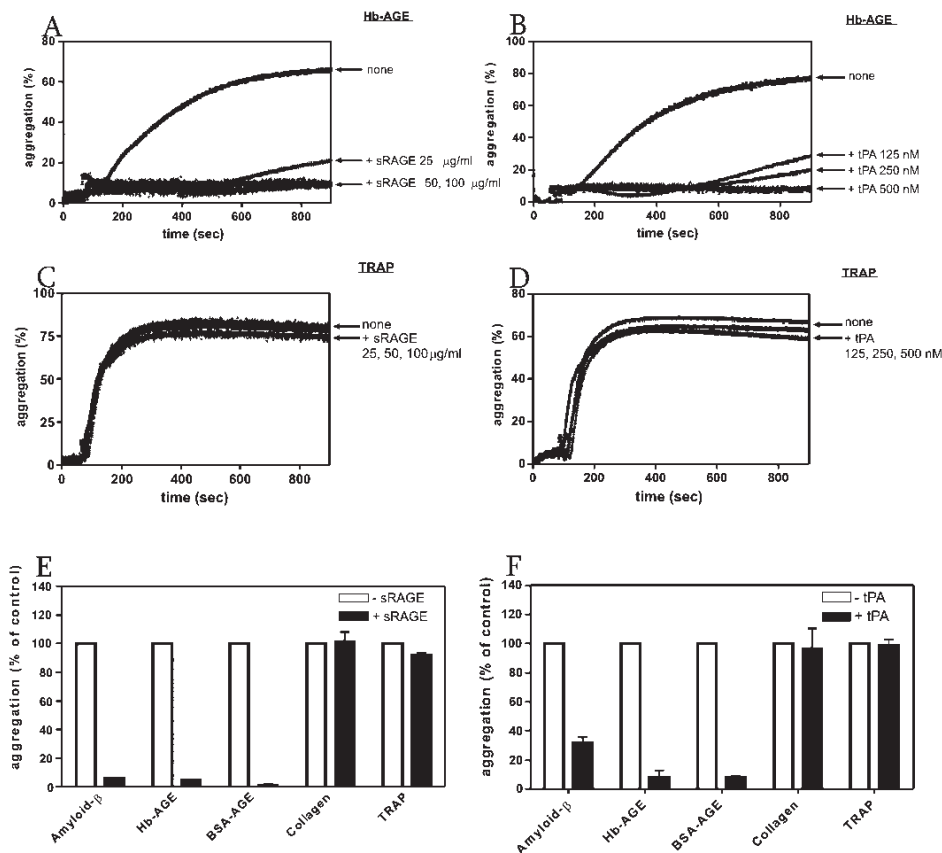 A
Hb-AGE
aggregation (%)
80
60
40
20
0
none
+ sRAGE 25 μg/ml
+ sRAGE 50, 100 μg/ml
0 200 400 600 800
time (sec)
B
Hb-AGE
aggregation (%)
100
80
60
40
20
0
none
+ tPA 125 nM
+ tPA 250 nM
+ tPA 500 nM
0 200 400 600 800
time (sec)
C
TRAP
aggregation (%)
100
75
50
25
0
none
+ sRAGE
25, 50, 100μg/ml
0 200 400 600 800
time (sec)
D
TRAP
aggregation (%)
80
60
40
20
0
none
+ tPA
125, 250, 500 nM
0 200 400 600 800
time (sec)
E
aggregation (% of control)
140
120
100
80
60
40
20
0
- sRAGE
+ sRAGE
Amyloid-β
Hb-AGE
BSA-AGE
Collagen
TRAP
F
aggregation (% of control)
140
120
100
80
60
40
20
0
- tPA
+ tPA
Amyloid-β
Hb-AGE
BSA-AGE
Collagen
TRAP